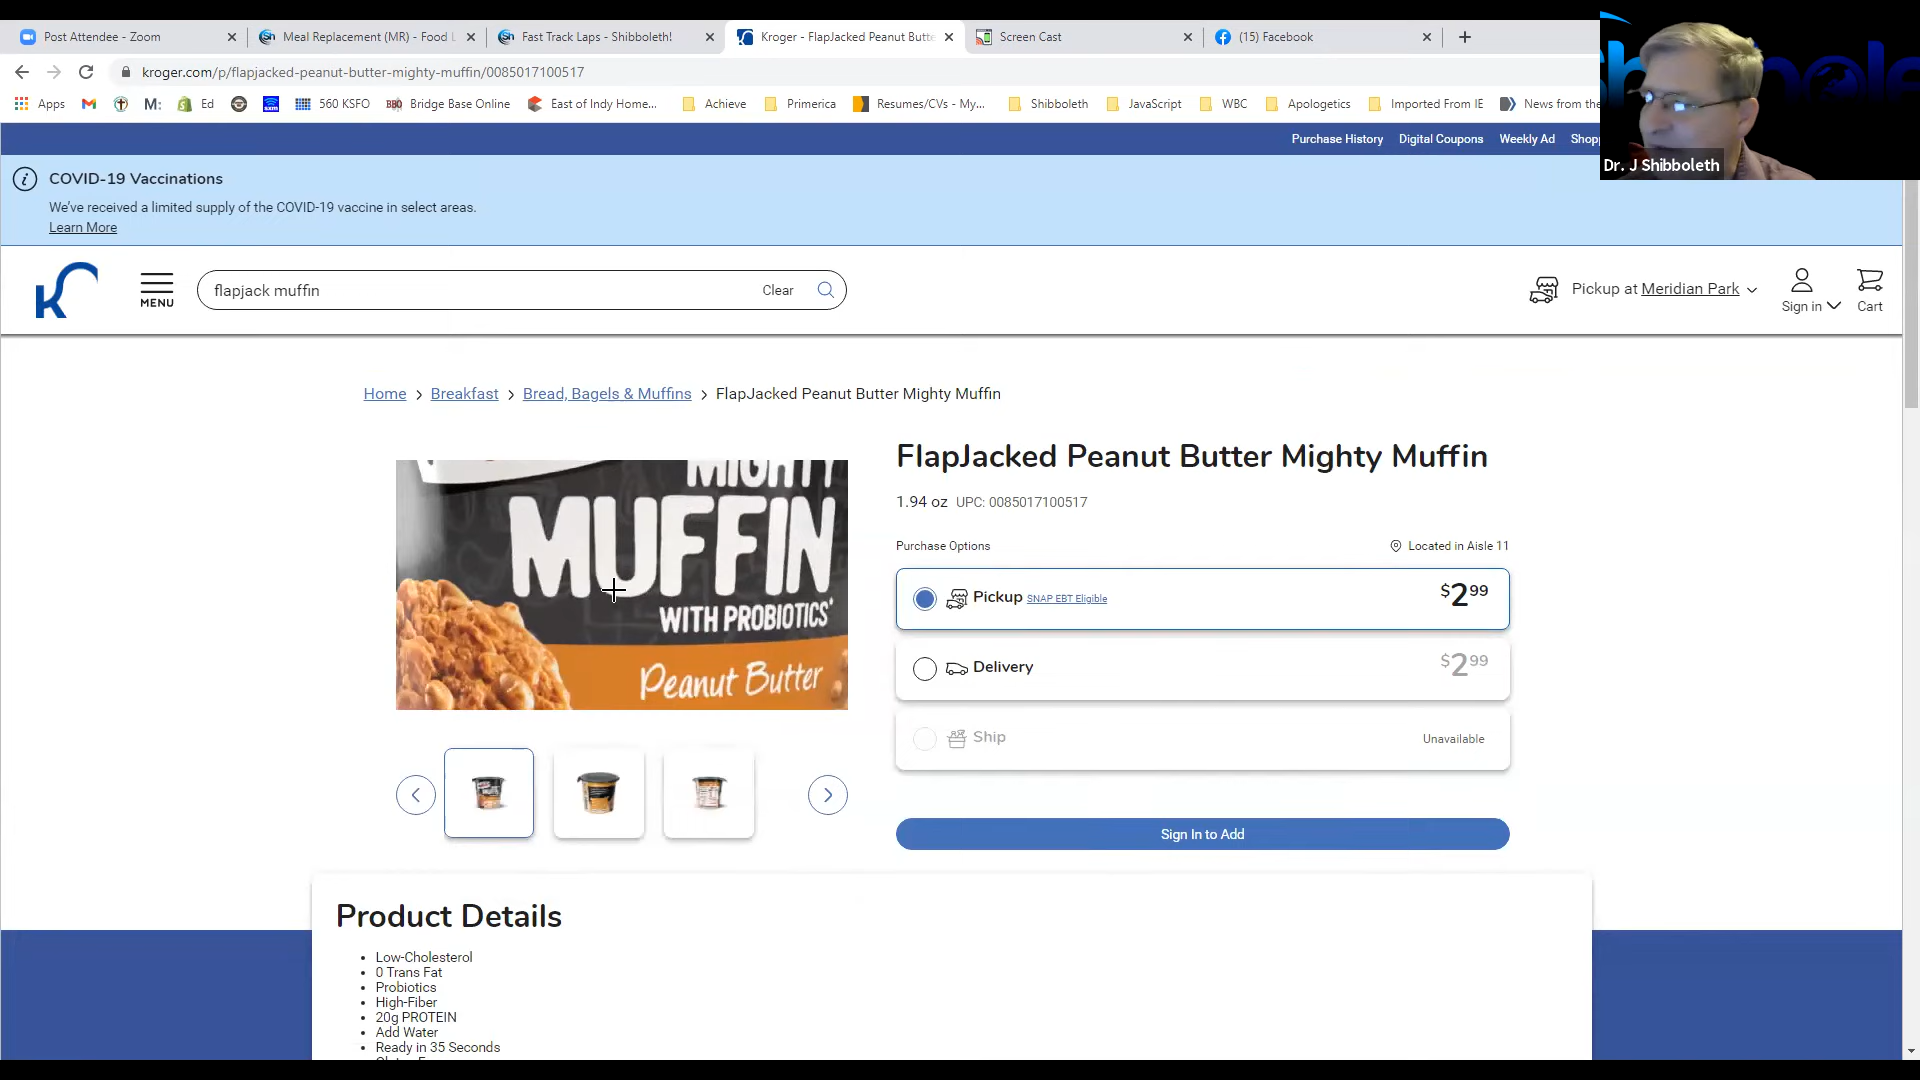 Post Attendee - Zoom
Meal Replacement (MR) - Food L
Fast Track Laps - Shibboleth!
Kroger - FlapJacked Peanut Butte
Screen Cast
(15) Facebook
kroger.com/p/flapjacked-peanut-butter-mighty-muffin/0085017100517
Apps
M:
Ed
560 KSFO
BBO Bridge Base Online
East of Indy Home...
Achieve
Primerica
Resumes/CVs - My...
Shibboleth
JavaScript
WBC
Apologetics
Imported From IE
News from the
Dr. J Shibboleth
Purchase History
Digital Coupons
Weekly Ad
Shop
COVID-19 Vaccinations
We've received a limited supply of the COVID-19 vaccine in select areas.
Learn More
MENU
flapjack muffin
Clear
Pickup at Meridian Park
Sign in
Cart
Home > Breakfast > Bread, Bagels & Muffins > FlapJacked Peanut Butter Mighty Muffin
MIGHTY
MUFFIN
WITH PROBIOTICS*
Peanut Butter
FlapJacked Peanut Butter Mighty Muffin
1.94 oz UPC: 0085017100517
Purchase Options
Located in Aisle 11
Pickup SNAP EBT Eligible
$2 99
Delivery
$2 99
Ship
Unavailable
Sign In to Add
Product Details
• Low-Cholesterol
• 0 Trans Fat
• Probiotics
• High-Fiber
• 20g PROTEIN
• Add Water
• Ready in 35 Seconds